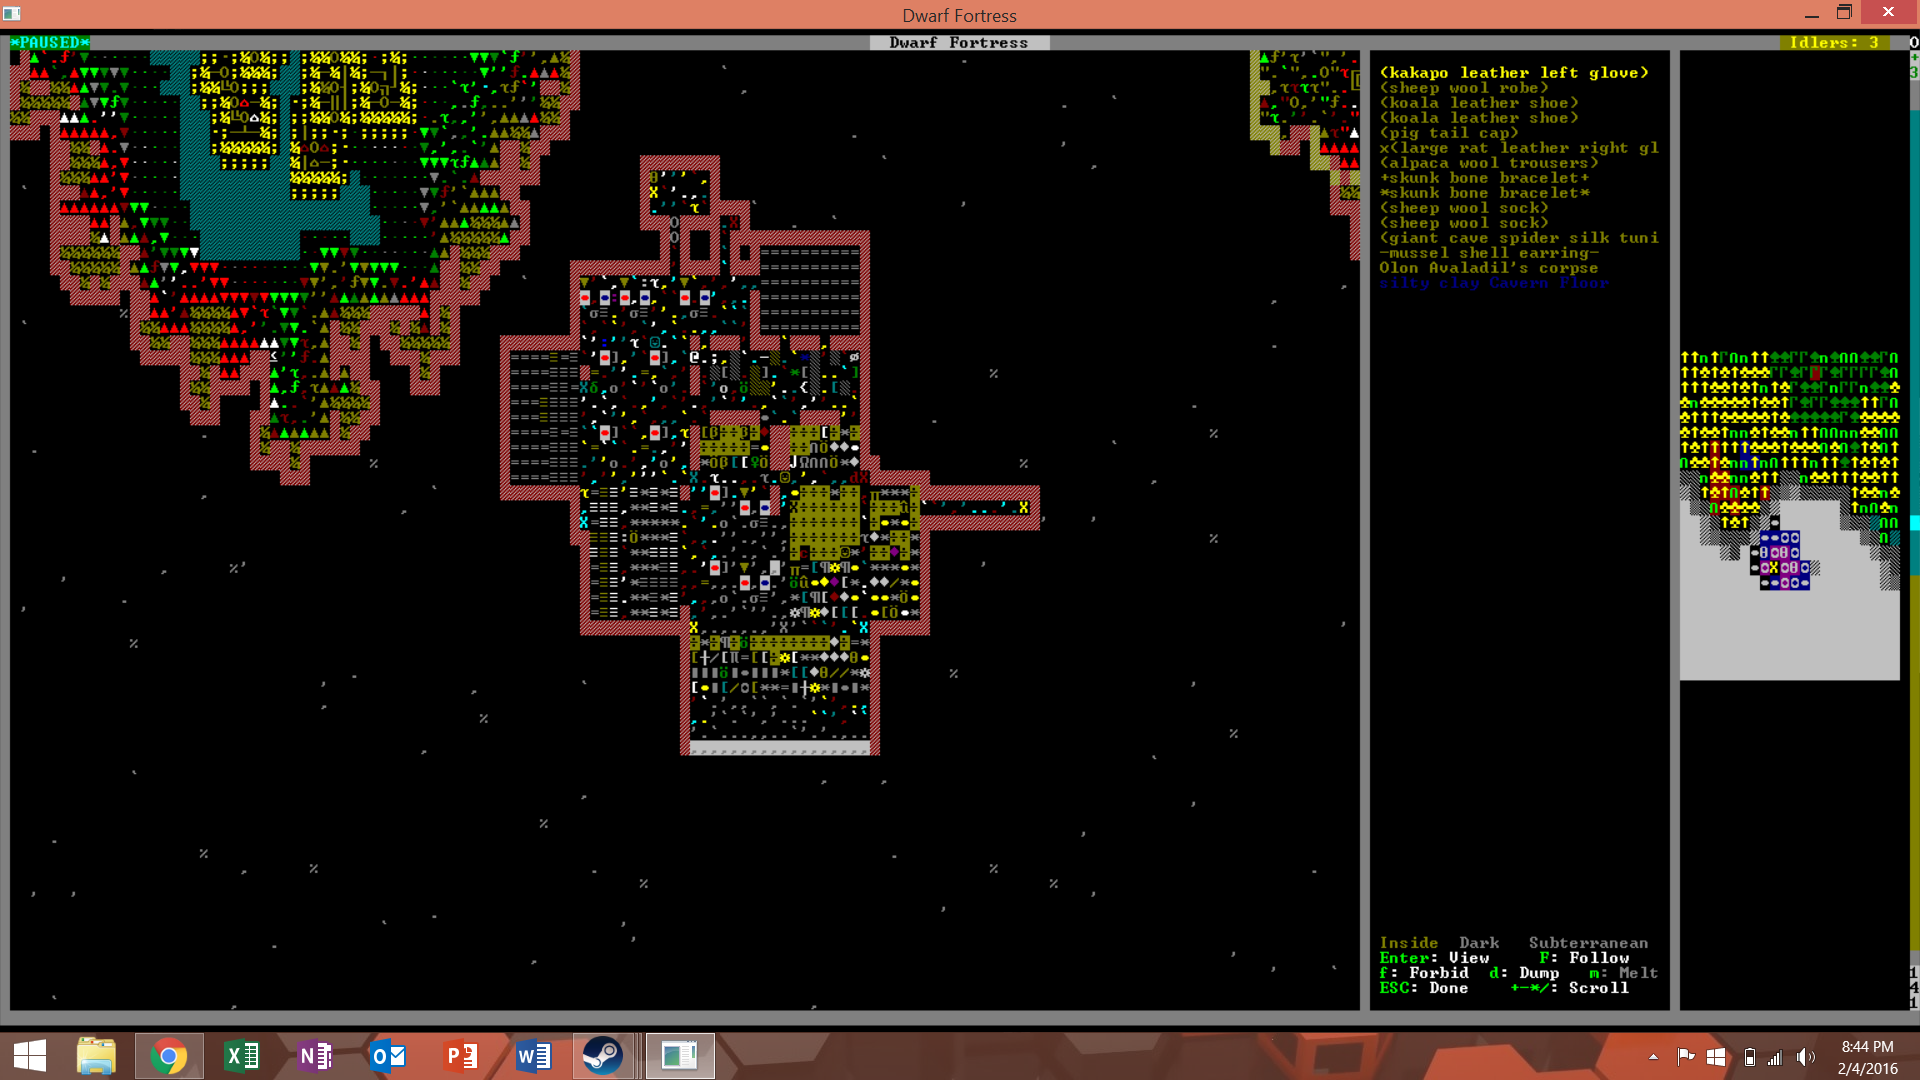 Dwarf Fortress
*PAUSED*
Dwarf Fortress
Idlers: 3
(kakapo leather left glove)
(sheep wool robe)
(koala leather shoe)
(koala leather shoe)
(pig tail cap)
x(large rat leather right gl
(alpaca wool trousers)
+skunk bone bracelet+
*skunk bone bracelet*
(sheep wool sock)
(sheep wool sock)
(giant cave spider silk tuni
-mussel shell earring-
Olon Avaladil's corpse
silty clay Cavern Floor
Inside Dark Subterranean
Enter: View F: Follow
f: Forbid d: Dump m: Melt
ESC: Done +-*/: Scroll
8:44 PM
2/4/2016